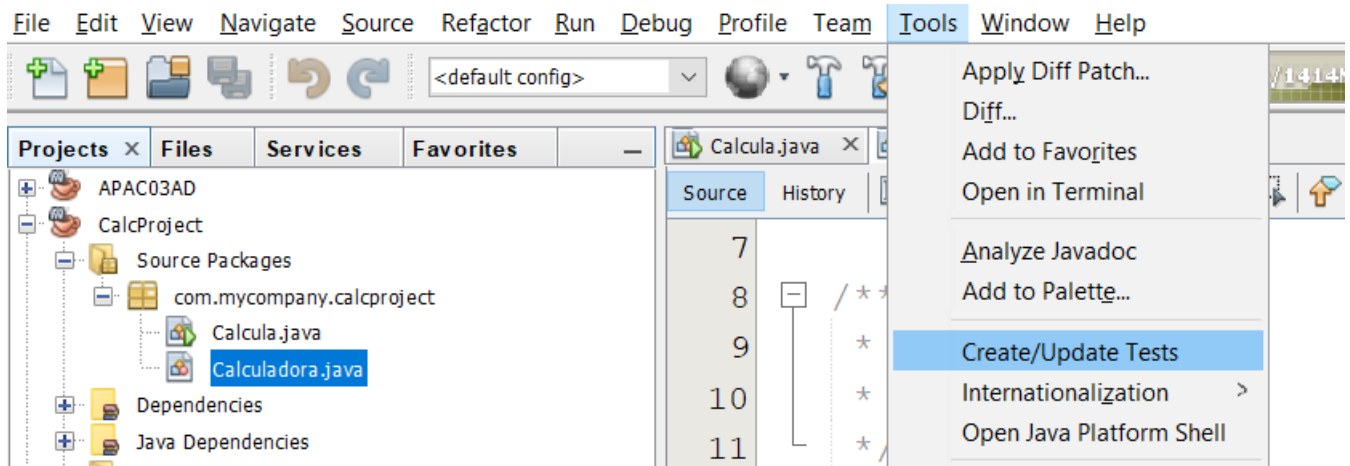 File Edit View Navigate Source Refactor Run Debug Profile Team Tools Window Help
<default config>
/1414M
Apply Diff Patch...
Diff...
Add to Favorites
Open in Terminal
Analyze Javadoc
Add to Palette...
Create/Update Tests
Internationalization >
Open Java Platform Shell
Projects × Files Services Favorites
APAC03AD
CalcProject
Source Packages
com.mycompany.calcproject
Calcula.java
Calculadora.java
Dependencies
Java Dependencies
Calcula.java ×
Source History
7
8 /**
9 *
10 *
11 */